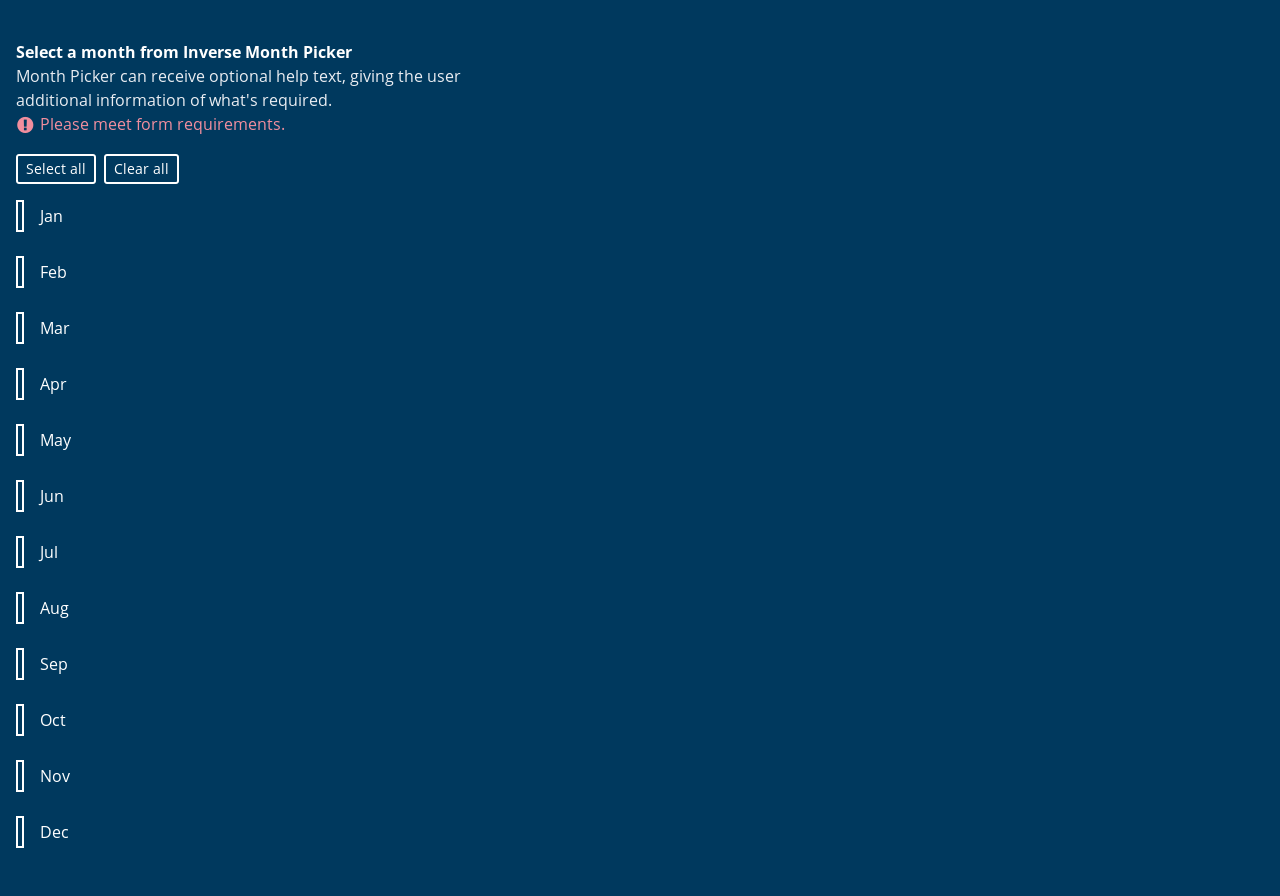 Select a month from Inverse Month Picker
Month Picker can receive optional help text, giving the user
additional information of what's required.
Please meet form requirements.
Select all Clear all
Jan
Feb
Mar
Apr
May
Jun
Jul
Aug
Sep
Oct
Nov
Dec